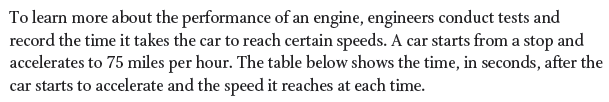 To learn more about the performance of an engine, engineers conduct tests and
record the time it takes the car to reach certain speeds. A car starts from a stop and
accelerates to 75 miles per hour. The table below shows the time, in seconds, after the
car starts to accelerate and the speed it reaches at each time.